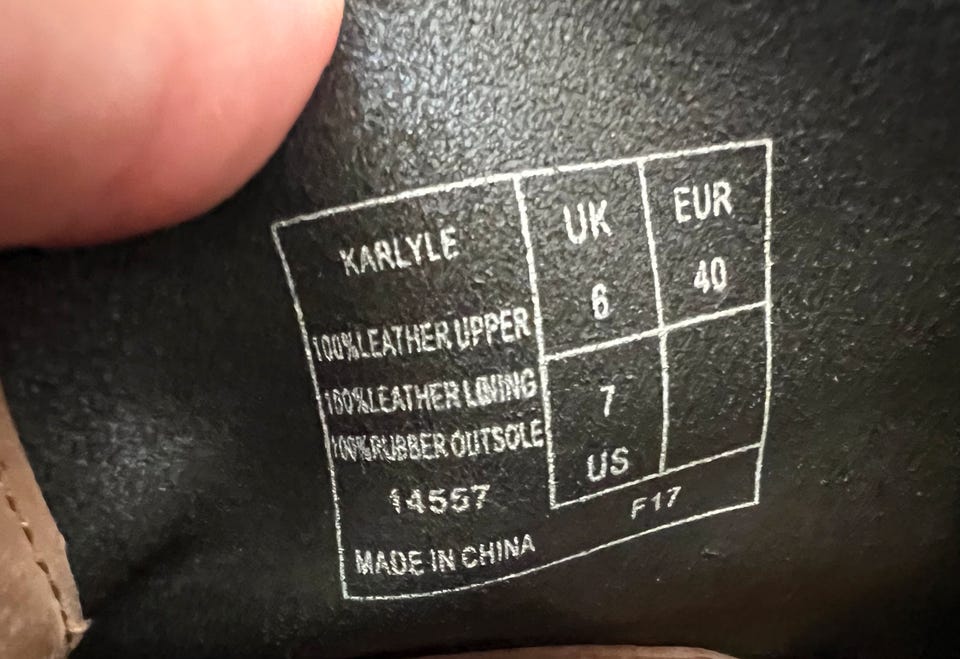 KARLYLE
100%LEATHER UPPER
100%LEATHER LINING
100%RUBBER OUTSOLE
14557
MADE IN CHINA
UK
6
EUR
40
7
US
F17